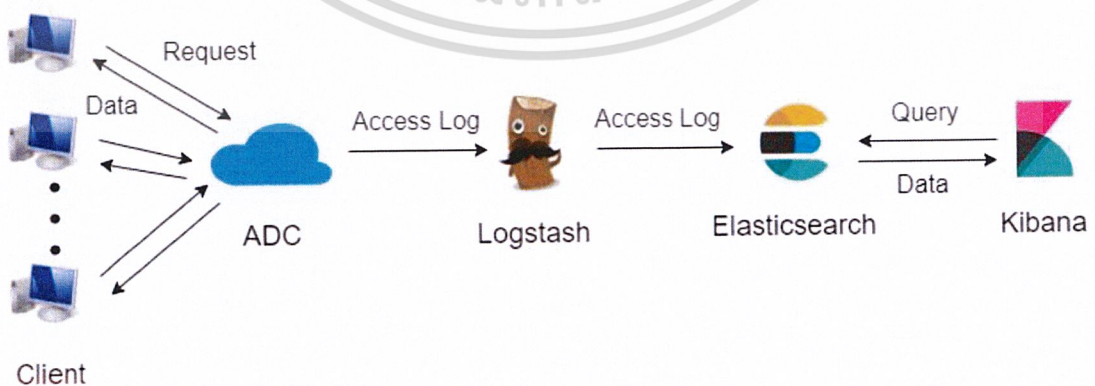 Request
Data
Access Log
Access Log
Query
Data
ADC
Logstash
Elasticsearch
Kibana
Client